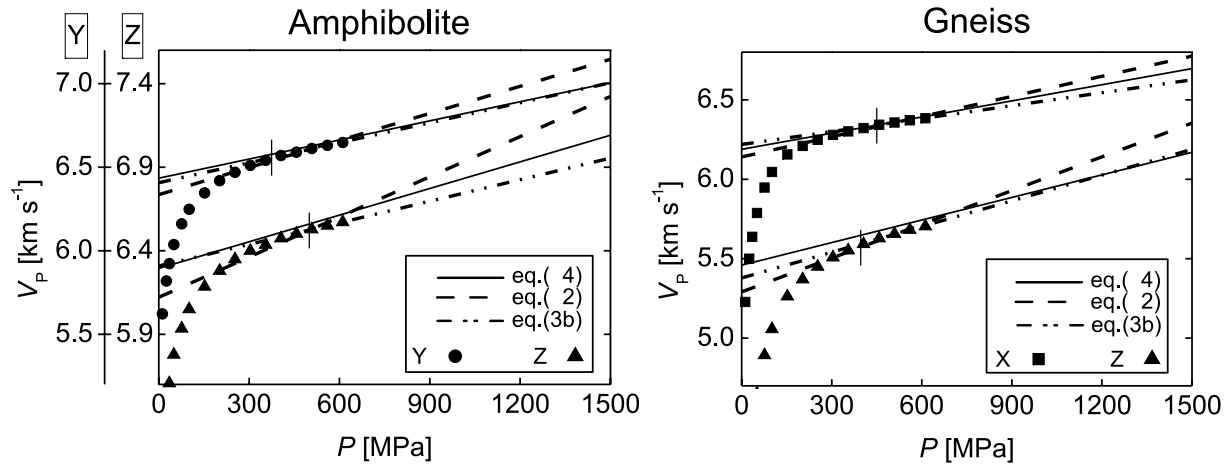 Amphibolite
Y Z
7.0 7.4
6.5 6.9
6.0 6.4
5.5 5.9
V_P [km s⁻¹]
eq.( 4)
eq.( 2)
eq.(3b)
Y Z
0 300 600 900 1200 1500
P [MPa]
Gneiss
6.5
6.0
5.5
5.0
V_P [km s⁻¹]
eq.( 4)
eq.( 2)
eq.(3b)
X Z
0 300 600 900 1200 1500
P [MPa]